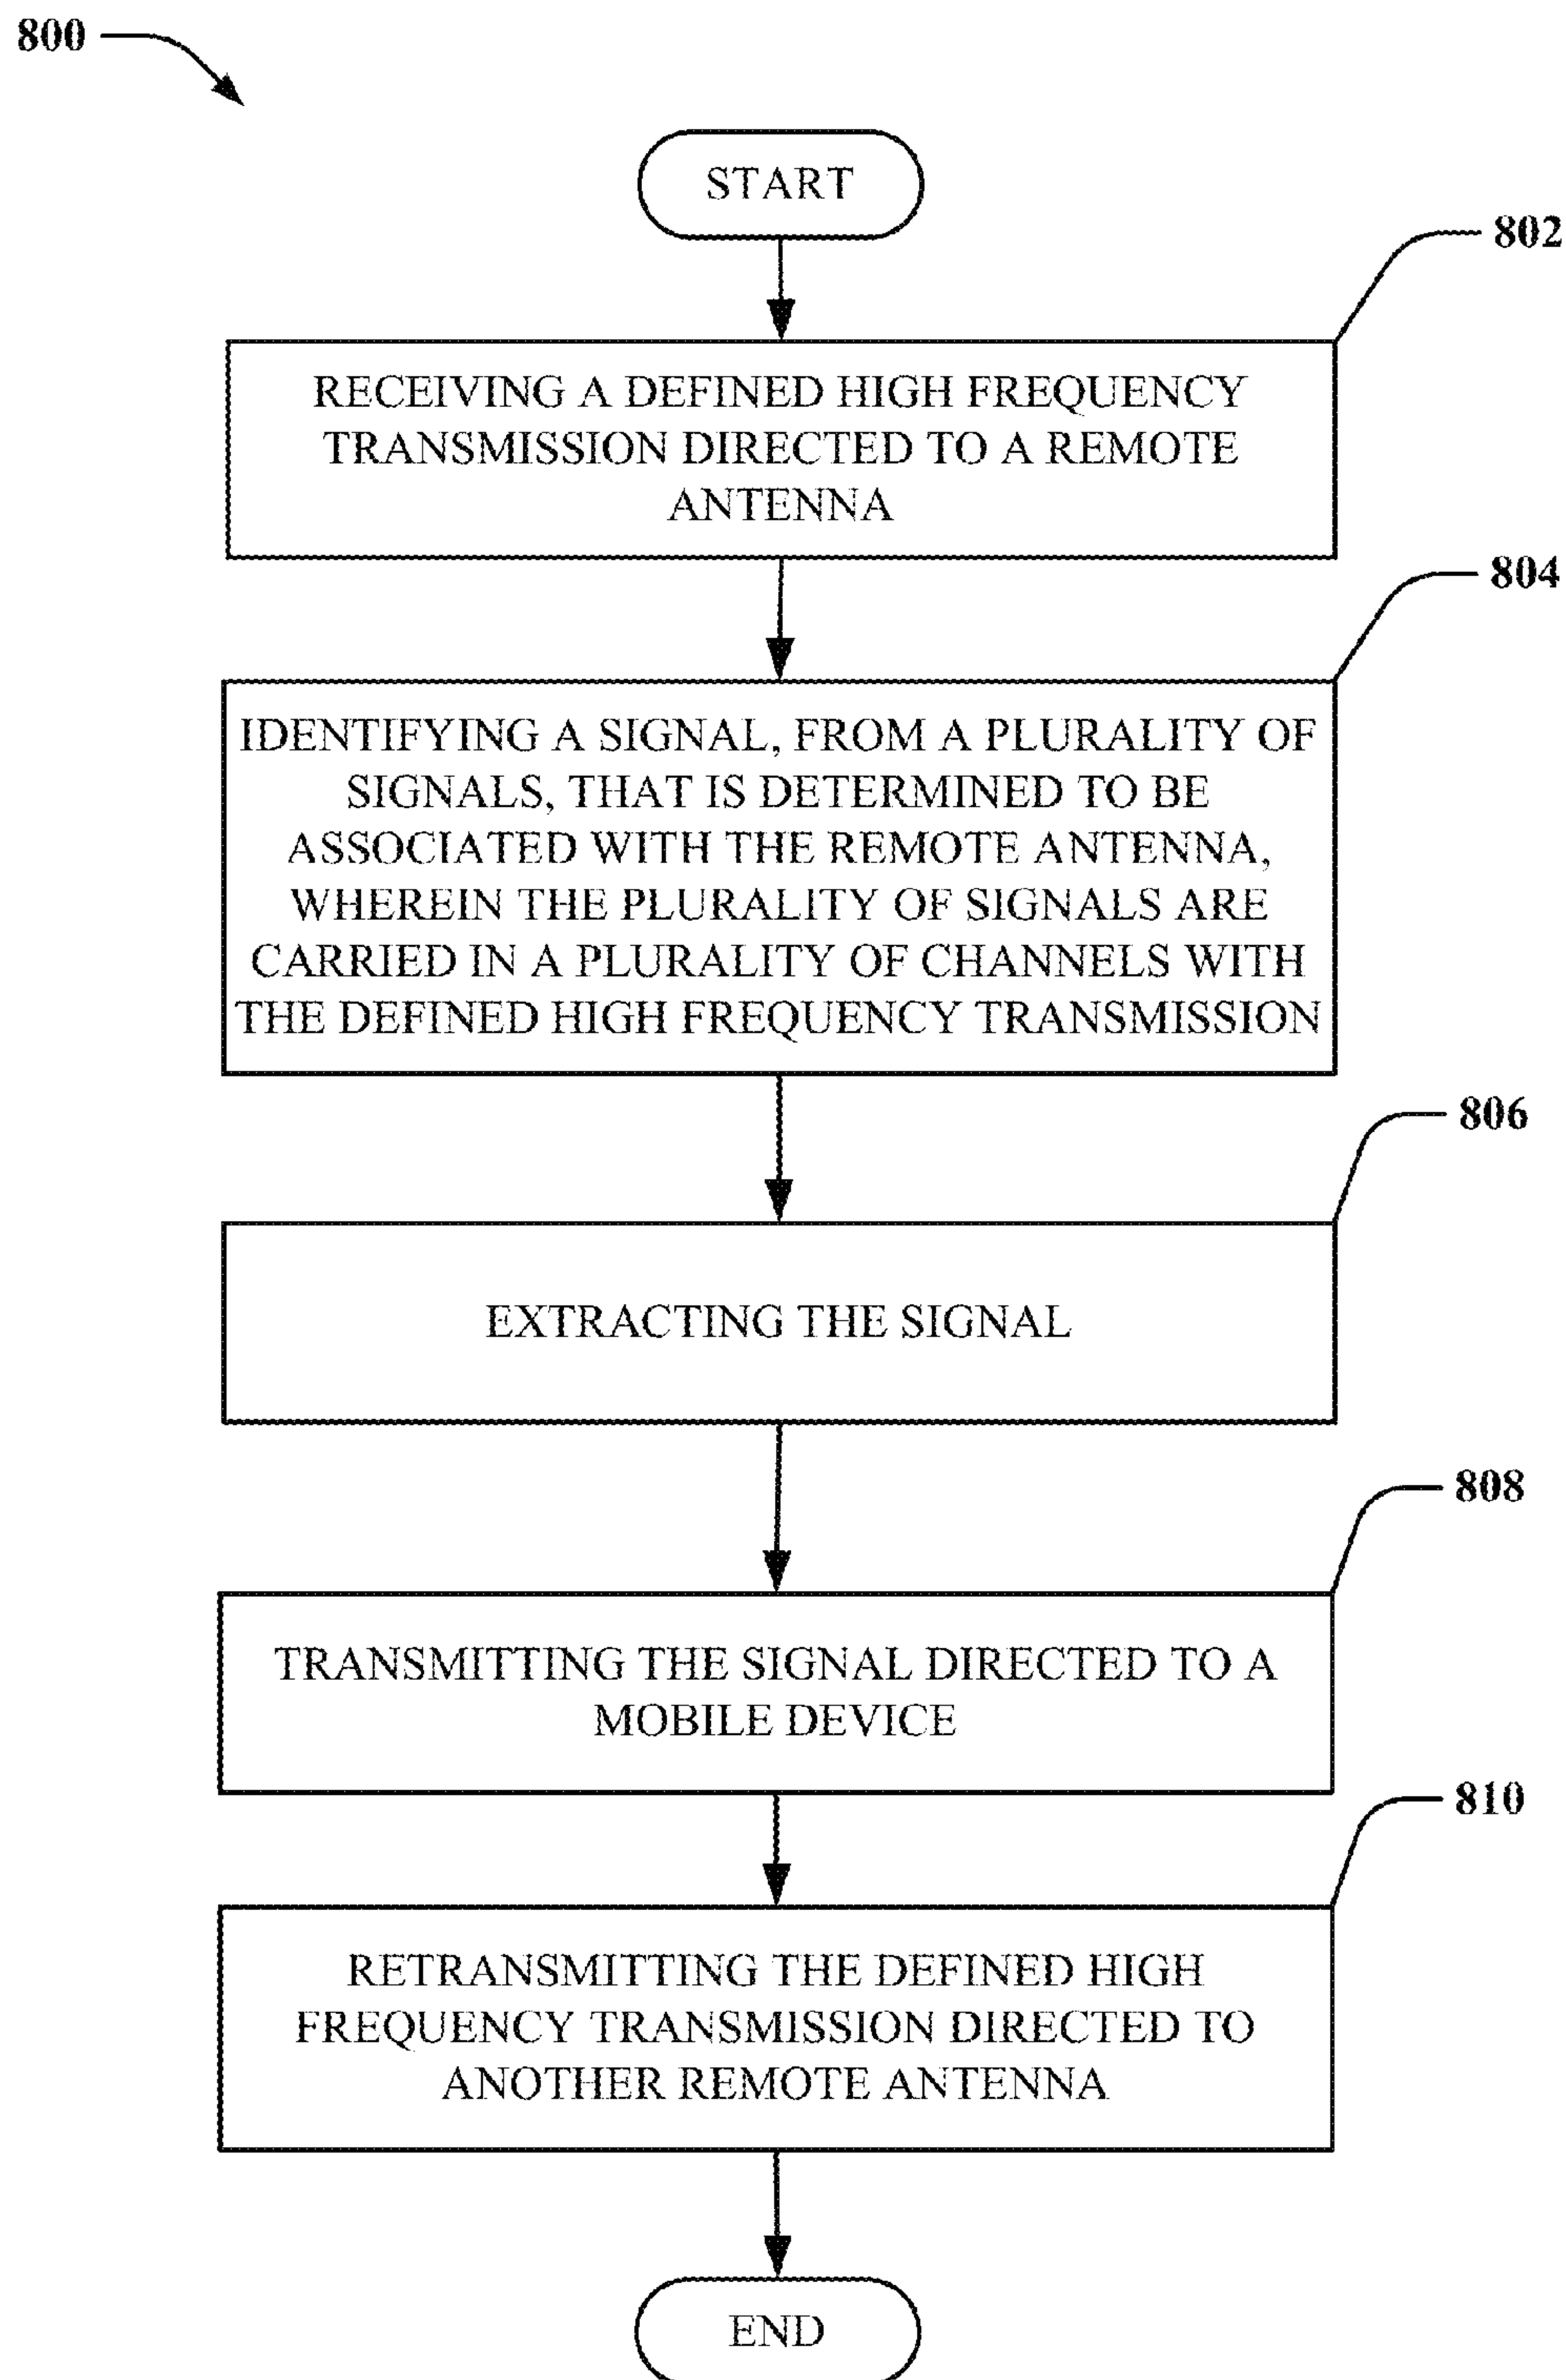 800
START
802
RECEIVING A DEFINED HIGH FREQUENCY
TRANSMISSION DIRECTED TO A REMOTE
ANTENNA
804
IDENTIFYING A SIGNAL, FROM A PLURALITY OF
SIGNALS, THAT IS DETERMINED TO BE
ASSOCIATED WITH THE REMOTE ANTENNA,
WHEREIN THE PLURALITY OF SIGNALS ARE
CARRIED IN A PLURALITY OF CHANNELS WITH
THE DEFINED HIGH FREQUENCY TRANSMISSION
806
EXTRACTING THE SIGNAL
808
TRANSMITTING THE SIGNAL DIRECTED TO A
MOBILE DEVICE
810
RETRANSMITTING THE DEFINED HIGH
FREQUENCY TRANSMISSION DIRECTED TO
ANOTHER REMOTE ANTENNA
END